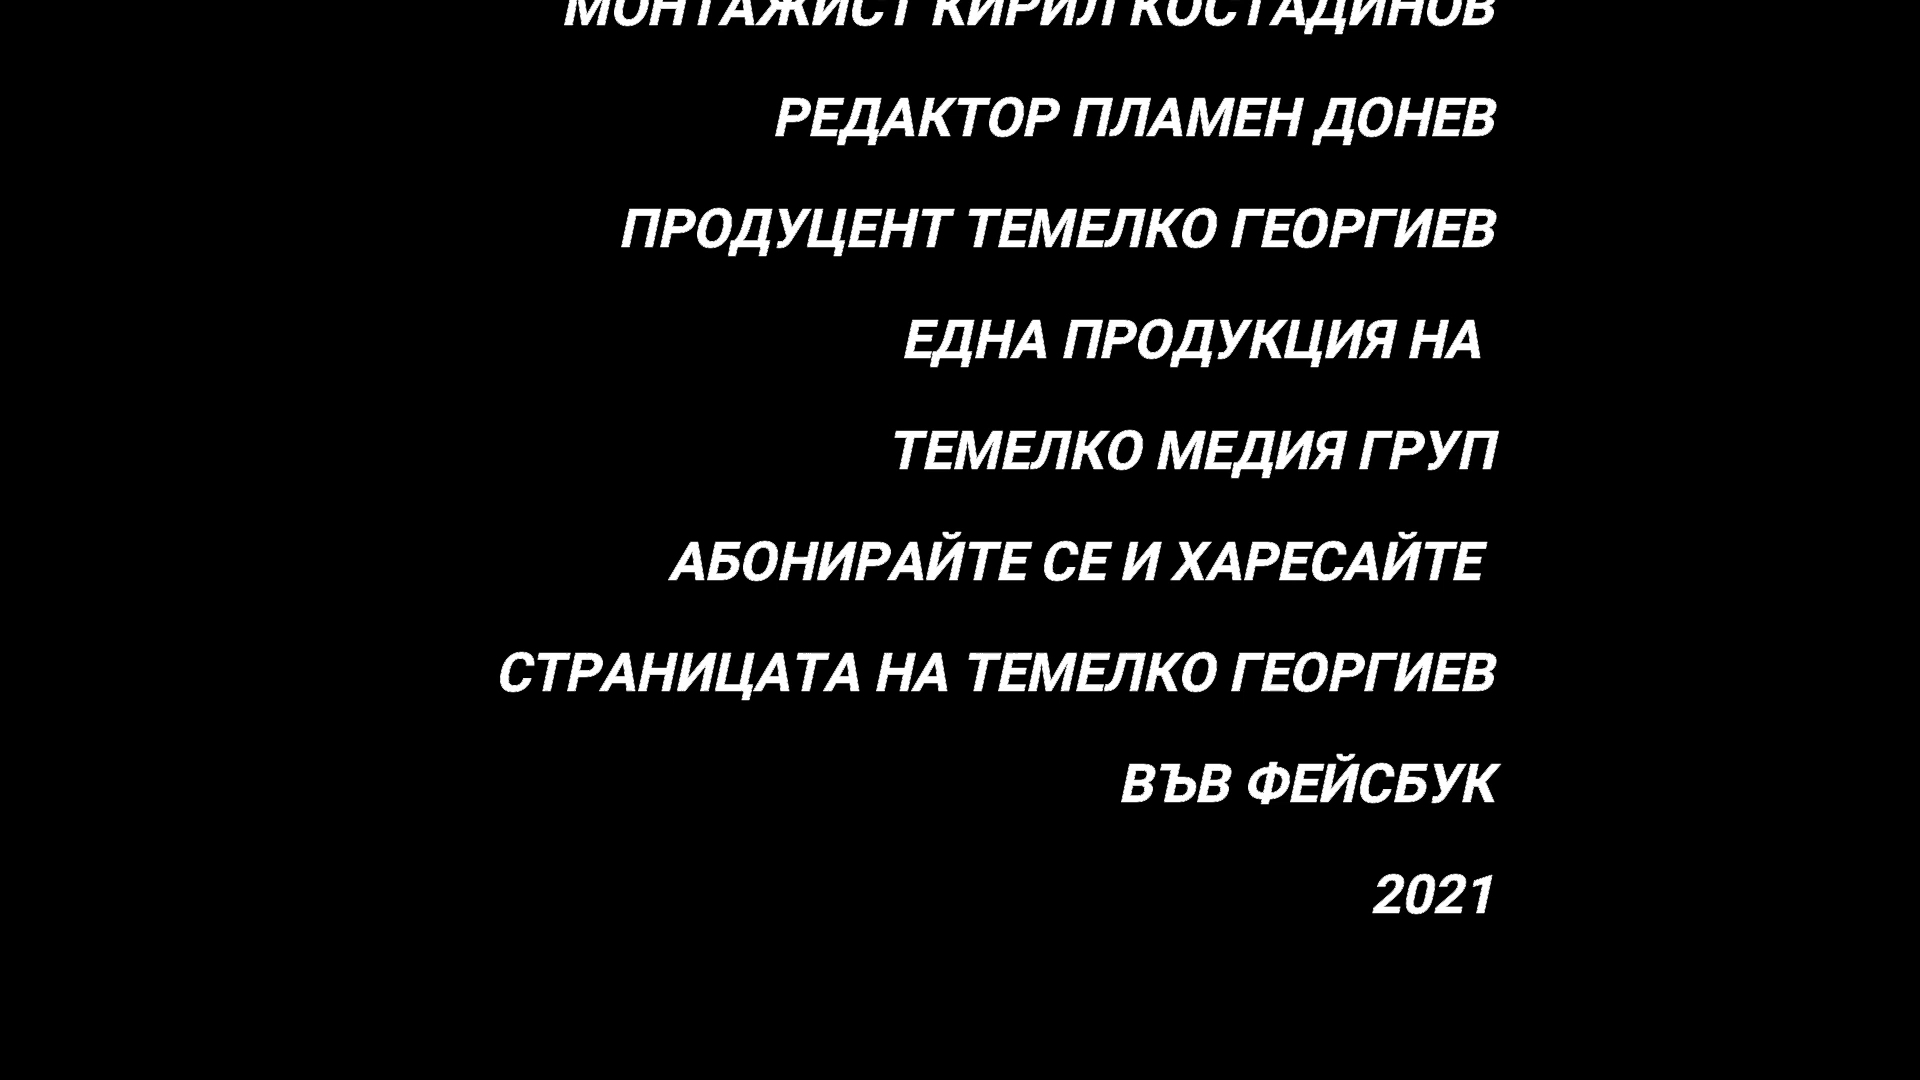 МОНТАЖИСТ КИРИЛ КОСТАДИНОВ
РЕДАКТОР ПЛАМЕН ДОНЕВ
ПРОДУЦЕНТ ТЕМЕЛКО ГЕОРГИЕВ
ЕДНА ПРОДУКЦИЯ НА
ТЕМЕЛКО МЕДИЯ ГРУП
АБОНИРАЙТЕ СЕ И ХАРЕСАЙТЕ
СТРАНИЦАТА НА ТЕМЕЛКО ГЕОРГИЕВ
ВЪВ ФЕЙСБУК
2021